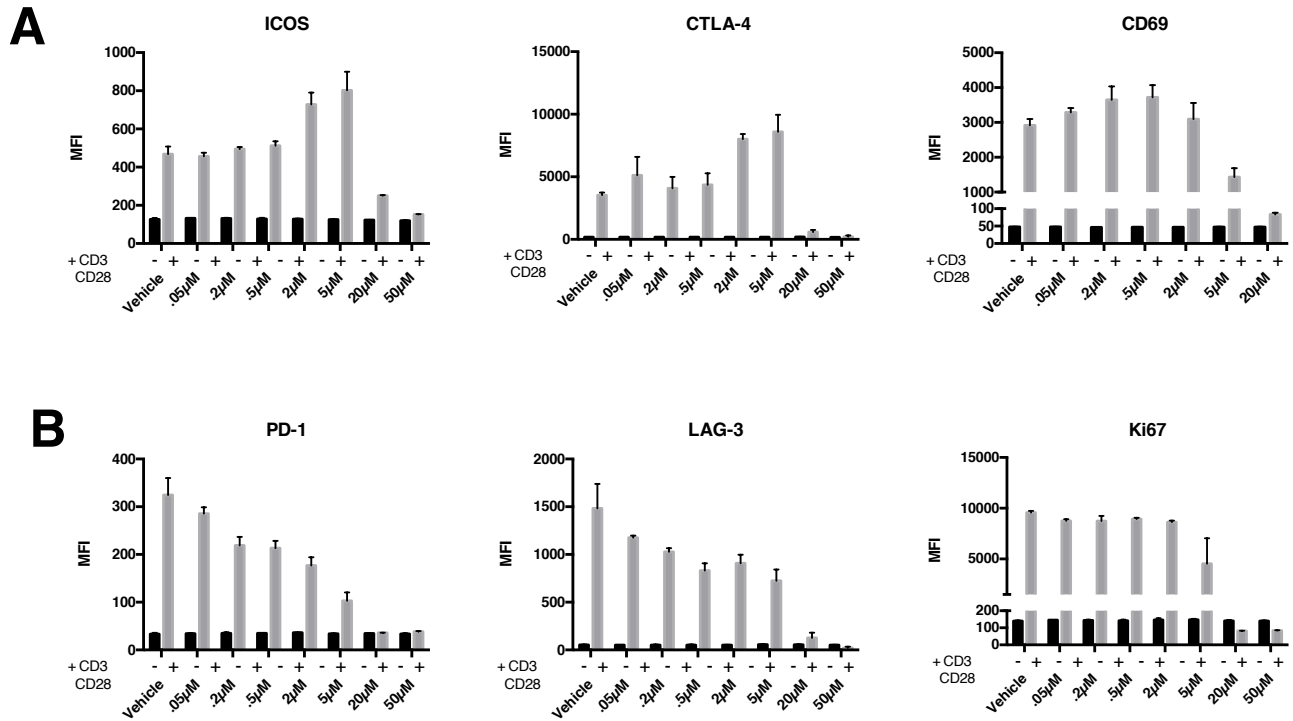 A
ICOS
MFI
1000
800
600
400
200
0
+ CD3 - + - + - + - + - + - + - + - +
CD28
Vehicle .05µM .2µM .5µM 2µM 5µM 20µM 50µM
CTLA-4
MFI
15000
10000
5000
0
+ CD3 - + - + - + - + - + - + - + - +
CD28
Vehicle .05µM .2µM .5µM 2µM 5µM 20µM 50µM
CD69
MFI
5000
4000
3000
2000
1000
100
50
0
+ CD3 - + - + - + - + - + - + - +
CD28
Vehicle .05µM .2µM .5µM 2µM 5µM 20µM
B
PD-1
MFI
400
300
200
100
0
+ CD3 - + - + - + - + - + - + - + - +
CD28
Vehicle .05µM .2µM .5µM 2µM 5µM 20µM 50µM
LAG-3
MFI
2000
1500
1000
500
0
+ CD3 - + - + - + - + - + - + - + - +
CD28
Vehicle .05µM .2µM .5µM 2µM 5µM 20µM 50µM
Ki67
MFI
15000
10000
5000
200
100
0
+ CD3 - + - + - + - + - + - + - + - +
CD28
Vehicle .05µM .2µM .5µM 2µM 5µM 20µM 50µM